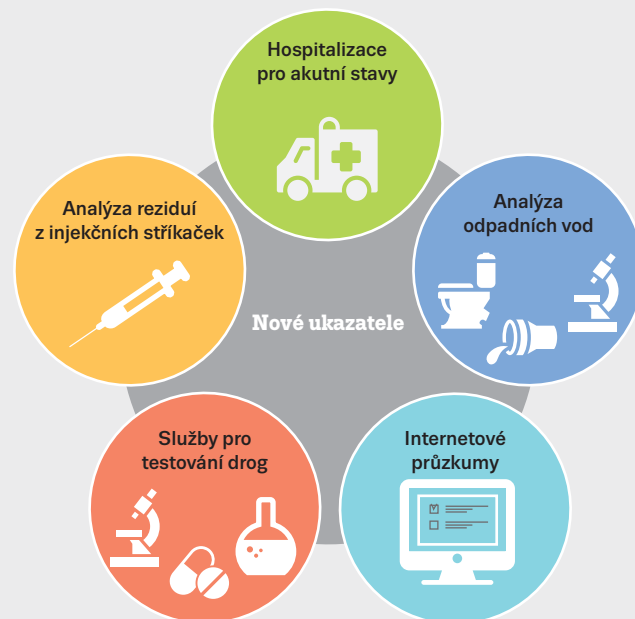 Hospitalizace
pro akutní stavy
Analýza
odpadních vod
Analýza reziduí
z injekčních stříkaček
Nové ukazatele
Služby pro
testování drog
Internetové
průzkumy